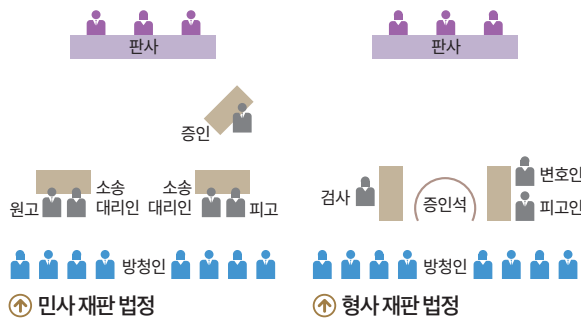 판사
증인
원고
소송
대리인
소송
대리인
피고
방청인
민사 재판 법정
판사
검사
증인석
변호인
피고인
방청인
형사 재판 법정